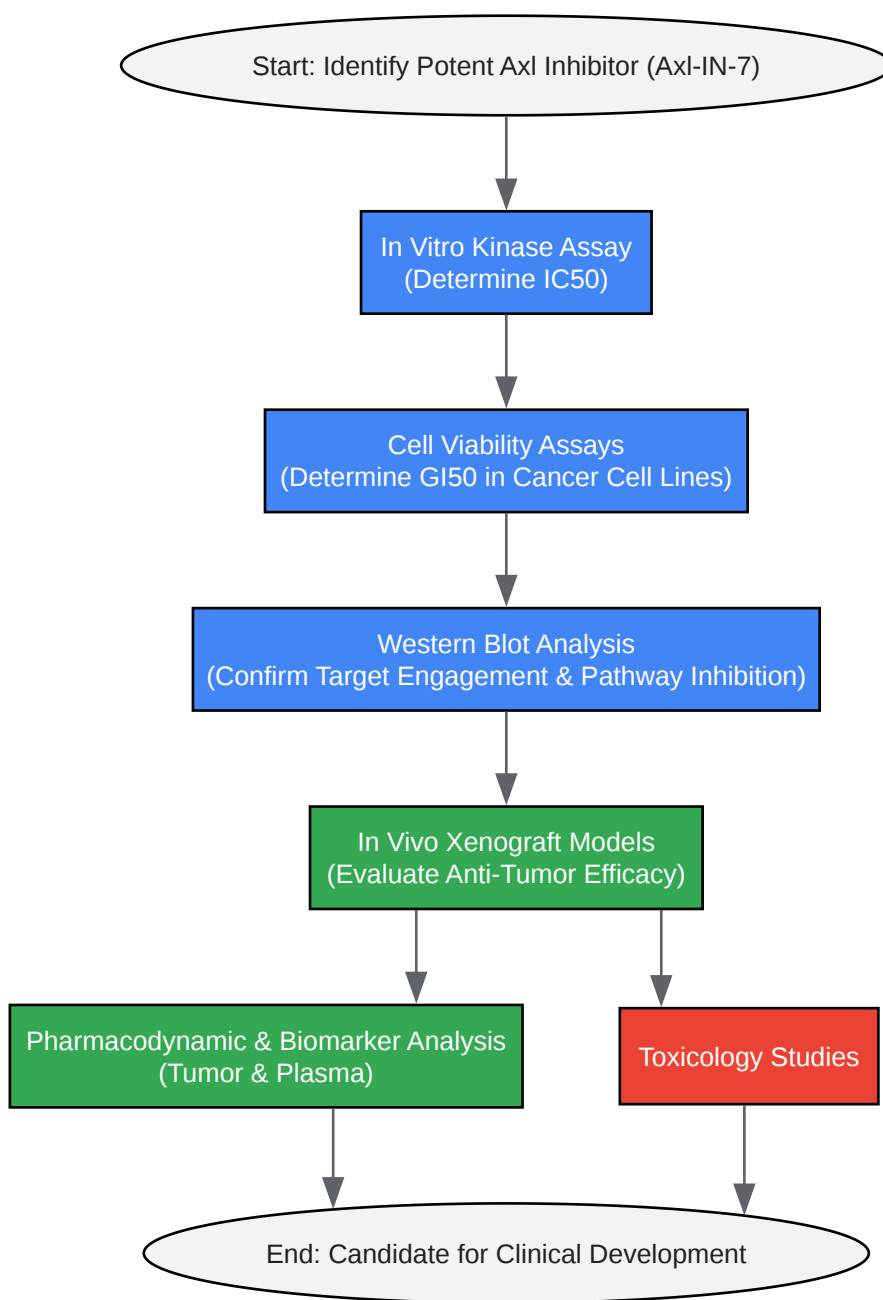 Start: Identify Potent Axl Inhibitor (Axl-IN-7)
In Vitro Kinase Assay
(Determine IC50)
Cell Viability Assays
(Determine GI50 in Cancer Cell Lines)
Western Blot Analysis
(Confirm Target Engagement & Pathway Inhibition)
In Vivo Xenograft Models
(Evaluate Anti-Tumor Efficacy)
Pharmacodynamic & Biomarker Analysis
(Tumor & Plasma)
Toxicology Studies
End: Candidate for Clinical Development